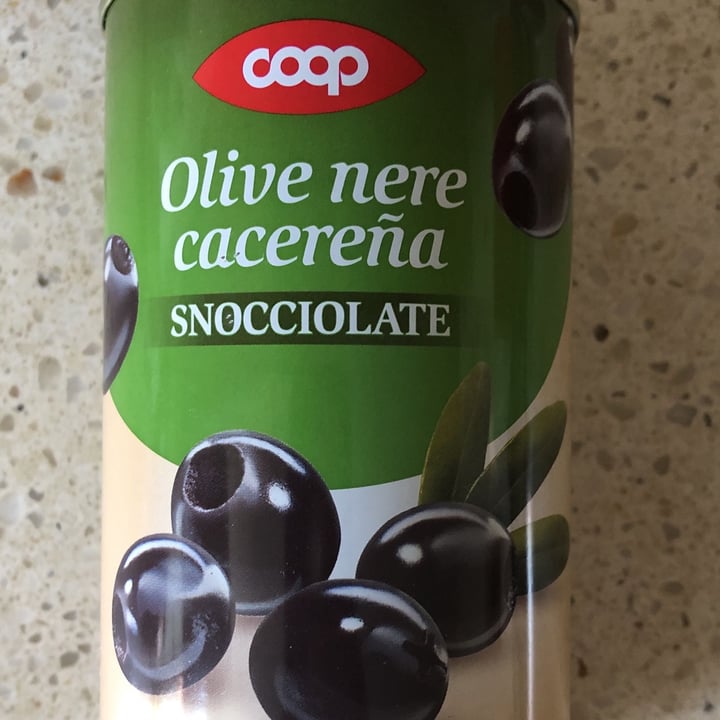 coop
Olive nere
cacereña
SNOCCIOLATE